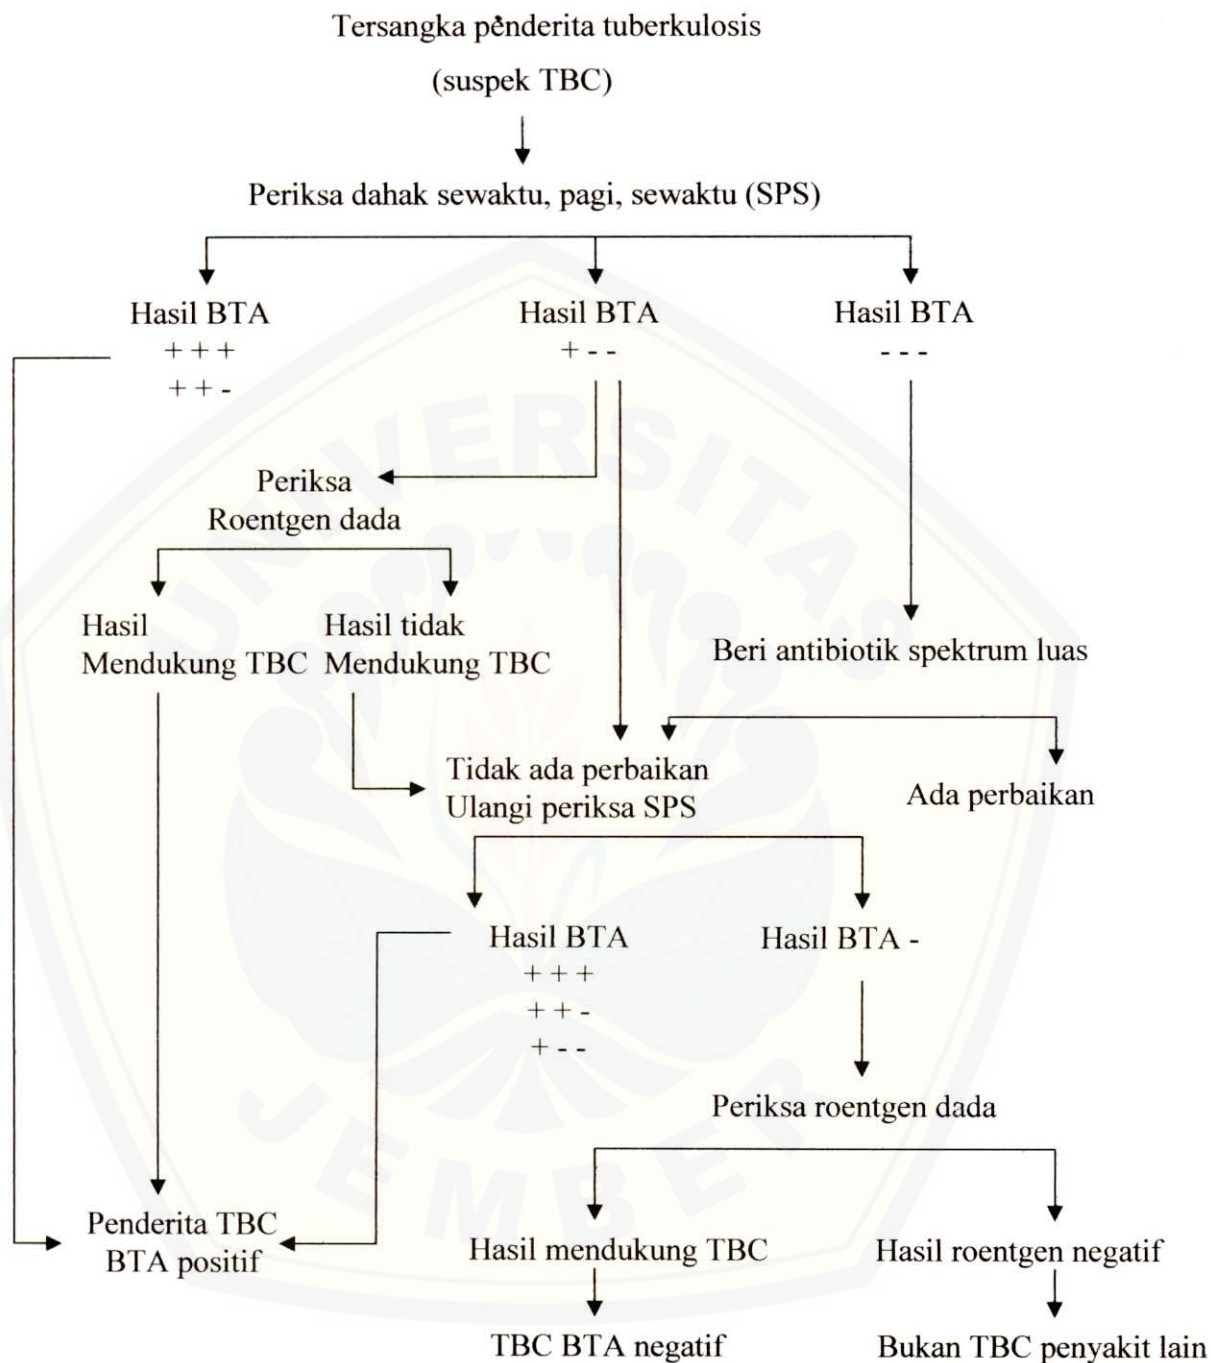 Tersangka penderita tuberkulosis
(suspek TBC)
Periksa dahak sewaktu, pagi, sewaktu (SPS)
Hasil BTA
+ + +
+ + -
Hasil BTA
+ - -
Hasil BTA
- - -
Periksa
Roentgen dada
Hasil
Mendukung TBC
Hasil tidak
Mendukung TBC
Beri antibiotik spektrum luas
Tidak ada perbaikan
Ulangi periksa SPS
Ada perbaikan
Hasil BTA
+ + +
+ + -
+ - -
Hasil BTA -
Periksa roentgen dada
Penderita TBC
BTA positif
Hasil mendukung TBC
Hasil roentgen negatif
TBC BTA negatif
Bukan TBC penyakit lain
UNIVERSITAS
JEMBER